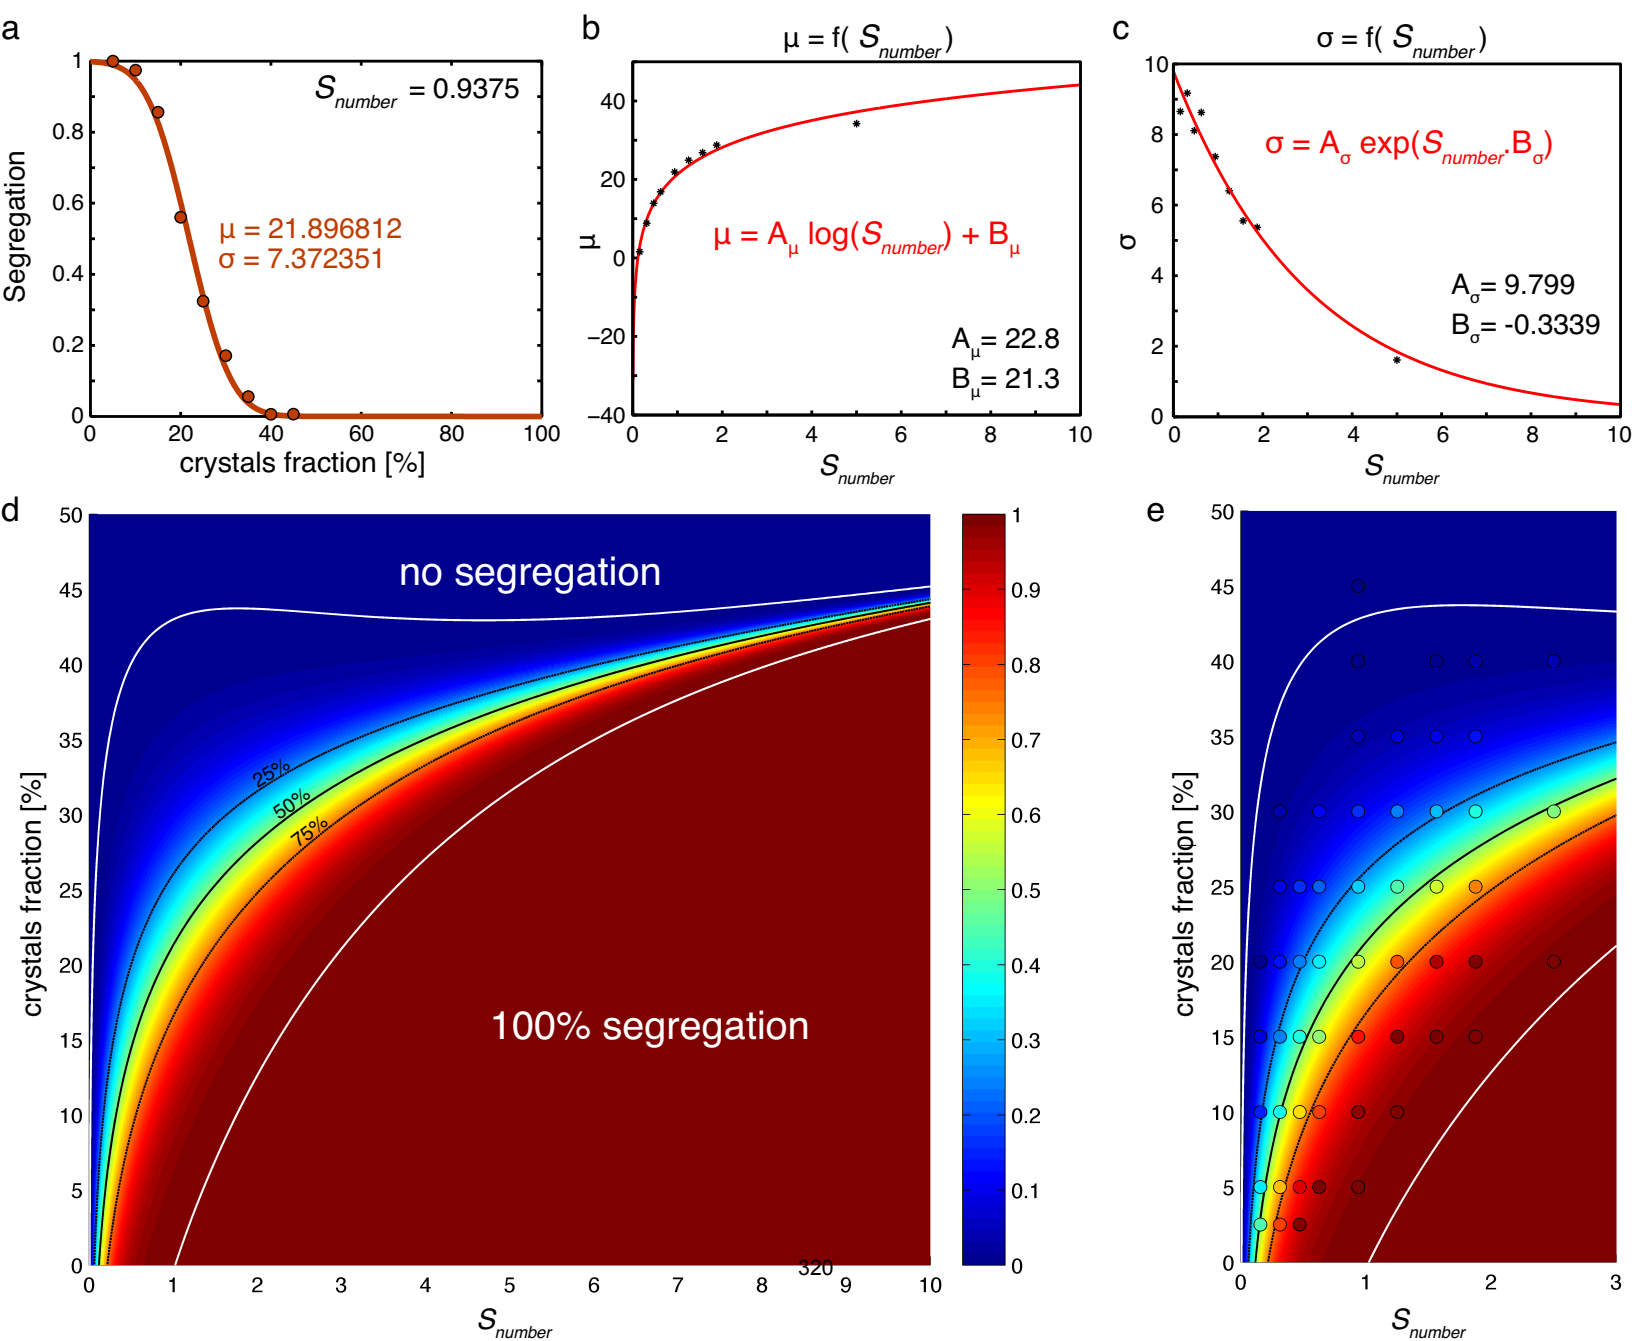 a
S_number = 0.9375
μ = 21.896812
σ = 7.372351
Segregation
1
0.8
0.6
0.4
0.2
0
0 20 40 60 80 100
crystals fraction [%]
b
μ = f( S_number)
μ
40
20
0
−20
−40
μ = A_μ log(S_number) + B_μ
A_μ= 22.8
B_μ= 21.3
0 2 4 6 8 10
S_number
c
σ = f( S_number)
σ
10
8
6
4
2
0
σ = A_σ exp(S_number.B_σ)
A_σ= 9.799
B_σ= -0.3339
0 2 4 6 8 10
S_number
d
crystals fraction [%]
50
45
40
35
30
25
20
15
10
5
0
no segregation
25%
50%
75%
100% segregation
320
0 1 2 3 4 5 6 7 8 9 10
S_number
1
0.9
0.8
0.7
0.6
0.5
0.4
0.3
0.2
0.1
0
e
crystals fraction [%]
50
45
40
35
30
25
20
15
10
5
0
0 1 2 3
S_number